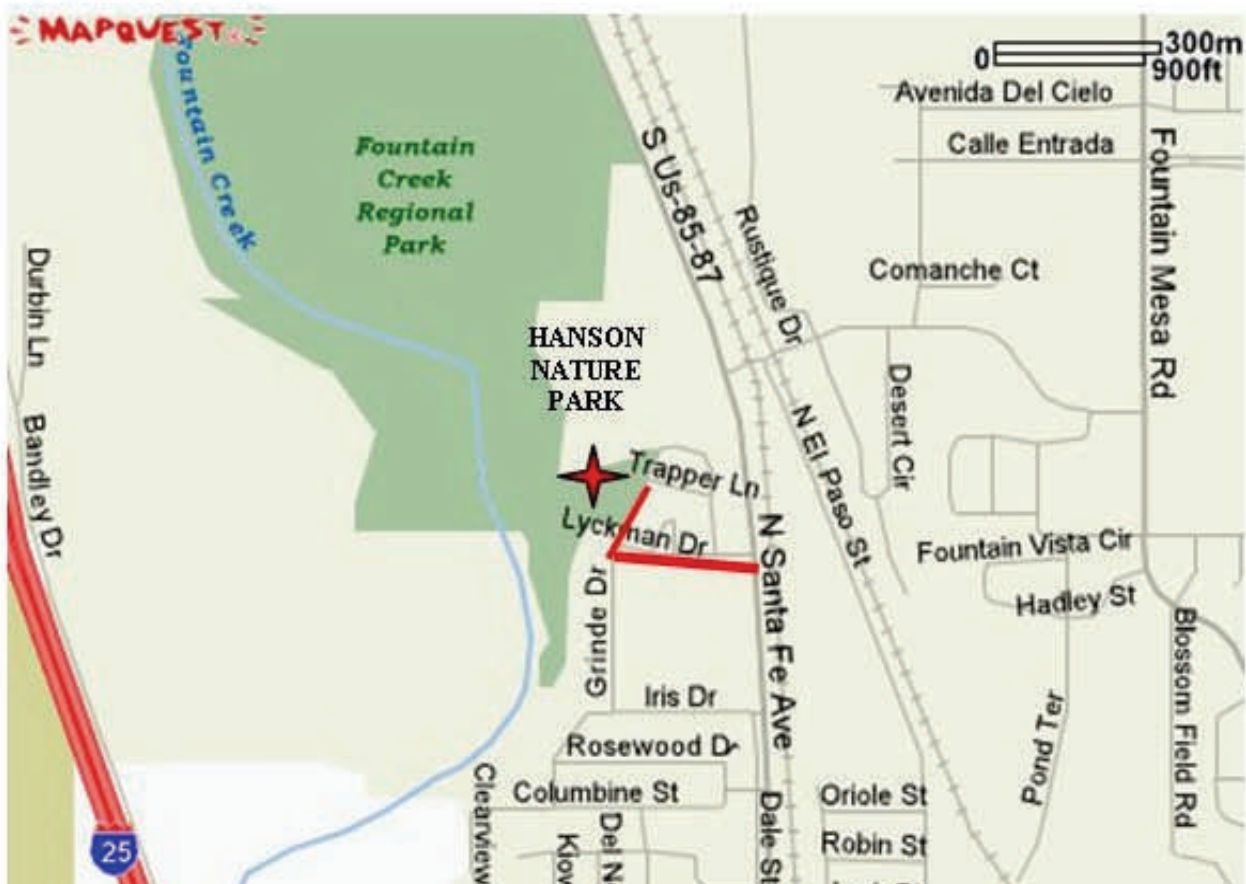 MAPQUEST
0
300m
900ft
Fountain Creek
Fountain
Creek
Regional
Park
S Us-85-87
Avenida Del Cielo
Calle Entrada
Fountain Mesa Rd
Rustique Dr
Comanche Ct
Durbin Ln
HANSON
NATURE
PARK
Desert Cir
Bandley Dr
N El Paso St
Trapper Ln
Lyckman Dr
N Santa Fe Ave
Fountain Vista Cir
Hadley St
Grinde Dr
Blossom Field Rd
Iris Dr
Rosewood Dr
Pond Ter
Columbine St
Clearview
Del N
Kiow
Dale St
Oriole St
Robin St
25